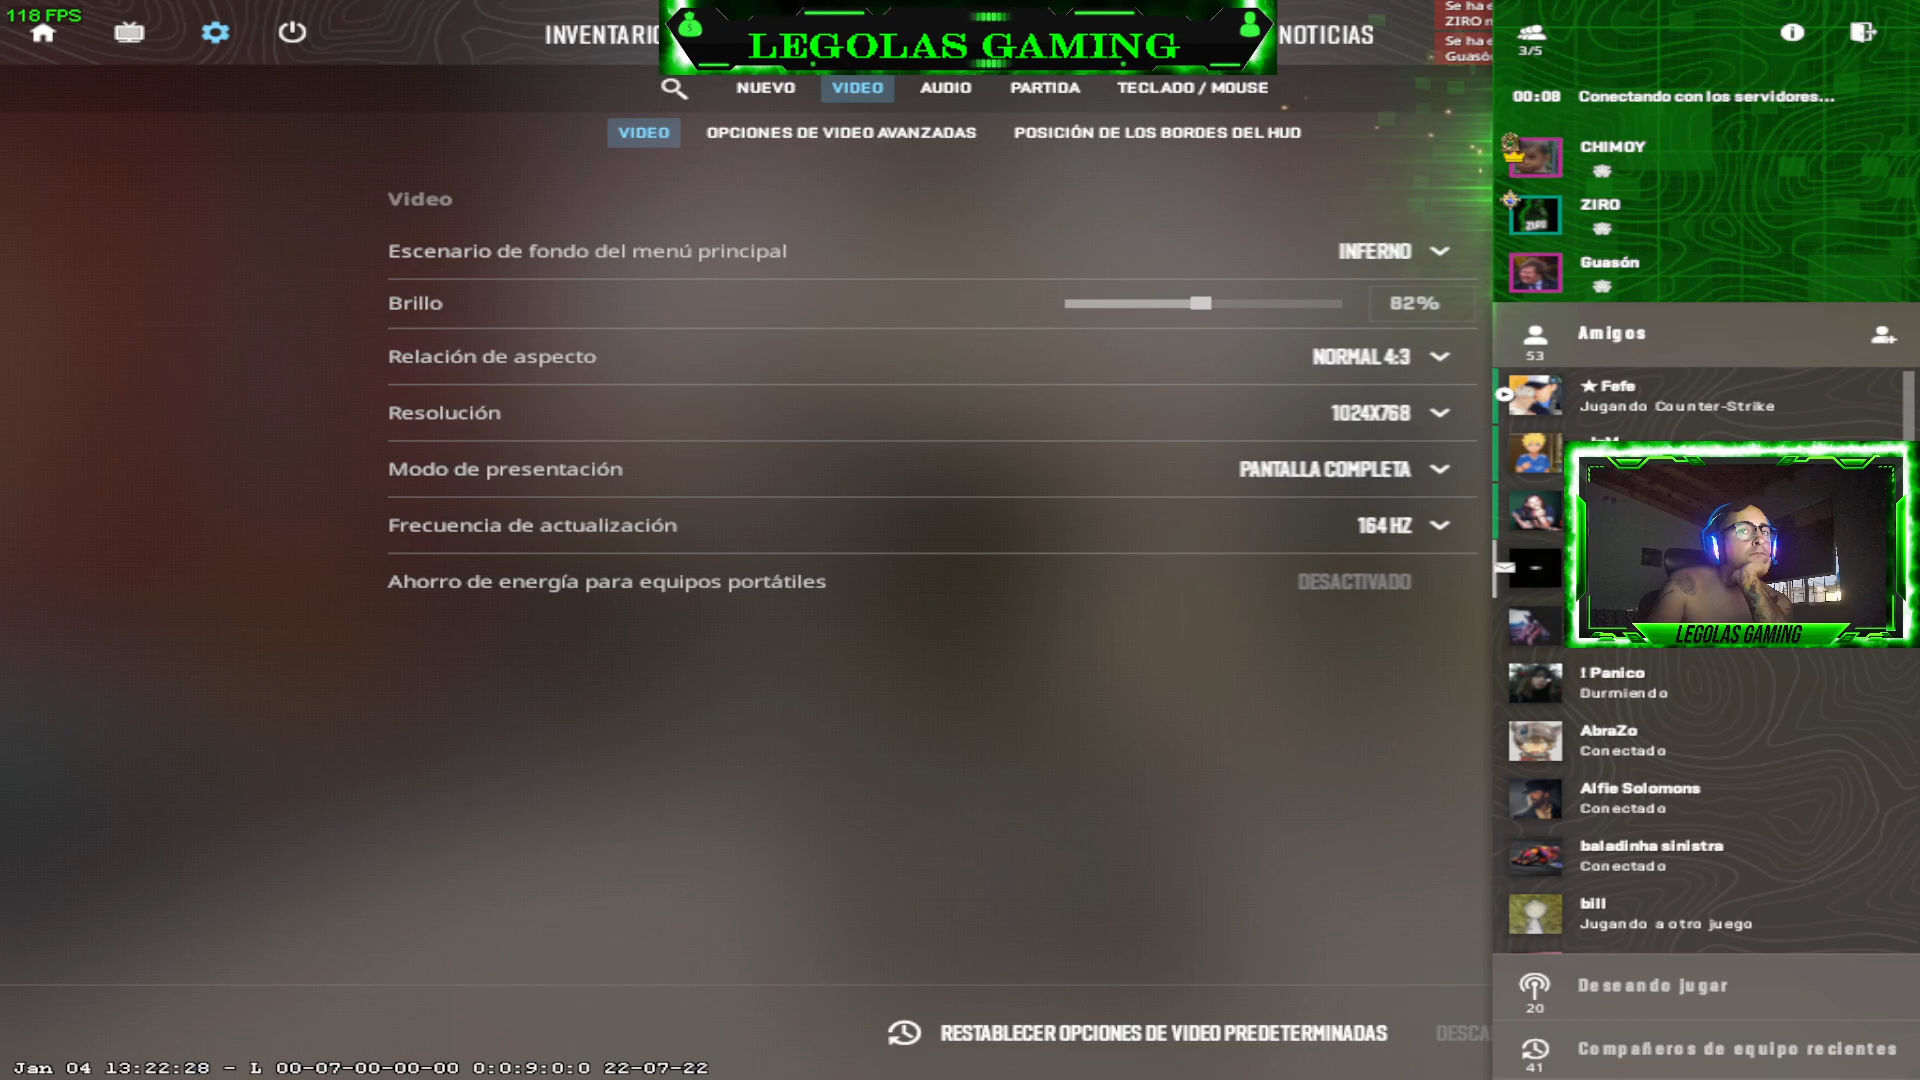 118 FPS
INVENTARIO
LEGOLAS GAMING
NOTICIAS
Se ha
ZIRO
Se ha
Guasón
3/5
NUEVO
VIDEO
AUDIO
PARTIDA
TECLADO / MOUSE
VIDEO
OPCIONES DE VIDEO AVANZADAS
POSICIÓN DE LOS BORDES DEL HUD
00:08 Conectando con los servidores...
CHIMOY
ZIRO
ZIRO
Guasón
Video
Escenario de fondo del menú principal
INFERNO
Brillo
82%
Relación de aspecto
NORMAL 4:3
Resolución
1024X768
Modo de presentación
PANTALLA COMPLETA
Frecuencia de actualización
164 HZ
Ahorro de energía para equipos portátiles
DESACTIVADO
Amigos
53
★ Fefe
Jugando Counter-Strike
LEGOLAS GAMING
! Panico
Durmiendo
AbraZo
Conectado
Alfie Solomons
Conectado
baladinha sinistra
Conectado
bill
Jugando a otro juego
Deseando jugar
20
Compañeros de equipo recientes
41
RESTABLECER OPCIONES DE VIDEO PREDETERMINADAS
DESCA
Jan 04 13:22:28 - L 00-07-00-00-00 0:0:9:0:0 22-07-22